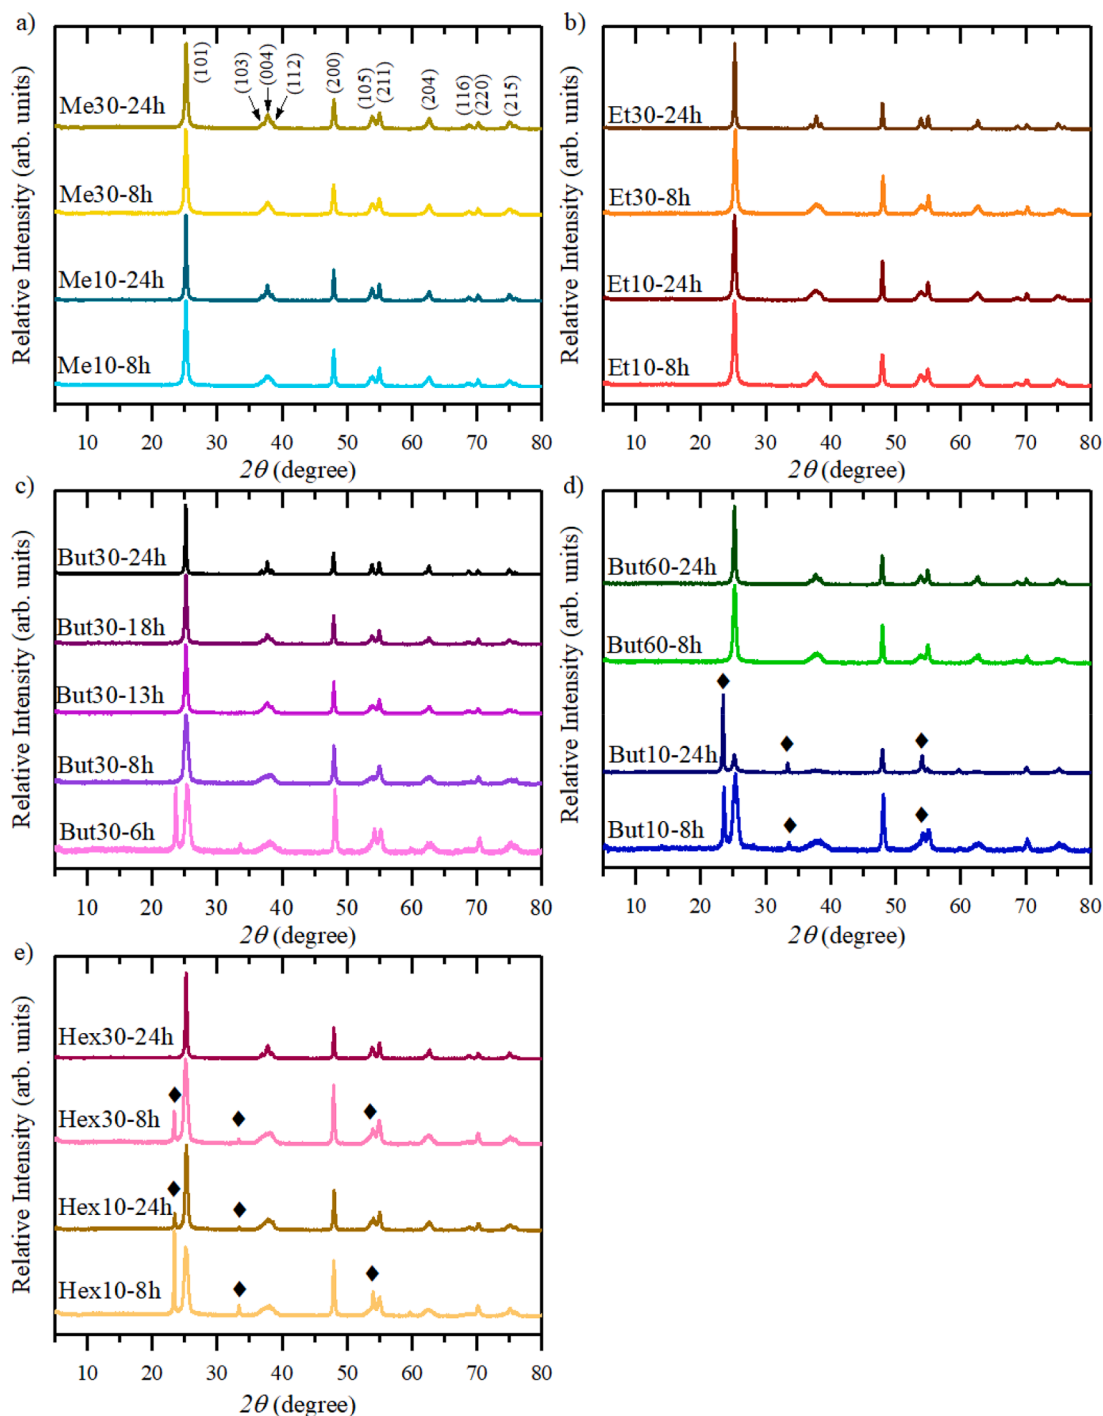 a)
(101)
(103)
(004)
(112)
(200)
(105)
(211)
(204)
(116)
(220)
(215)
Me30-24h
Me30-8h
Me10-24h
Me10-8h
Relative Intensity (arb. units)
10 20 30 40 50 60 70 80
2θ (degree)
b)
Et30-24h
Et30-8h
Et10-24h
Et10-8h
Relative Intensity (arb. units)
10 20 30 40 50 60 70 80
2θ (degree)
c)
But30-24h
But30-18h
But30-13h
But30-8h
But30-6h
Relative Intensity (arb. units)
10 20 30 40 50 60 70 80
2θ (degree)
d)
But60-24h
But60-8h
But10-24h
But10-8h
Relative Intensity (arb. units)
10 20 30 40 50 60 70 80
2θ (degree)
e)
Hex30-24h
Hex30-8h
Hex10-24h
Hex10-8h
Relative Intensity (arb. units)
10 20 30 40 50 60 70 80
2θ (degree)